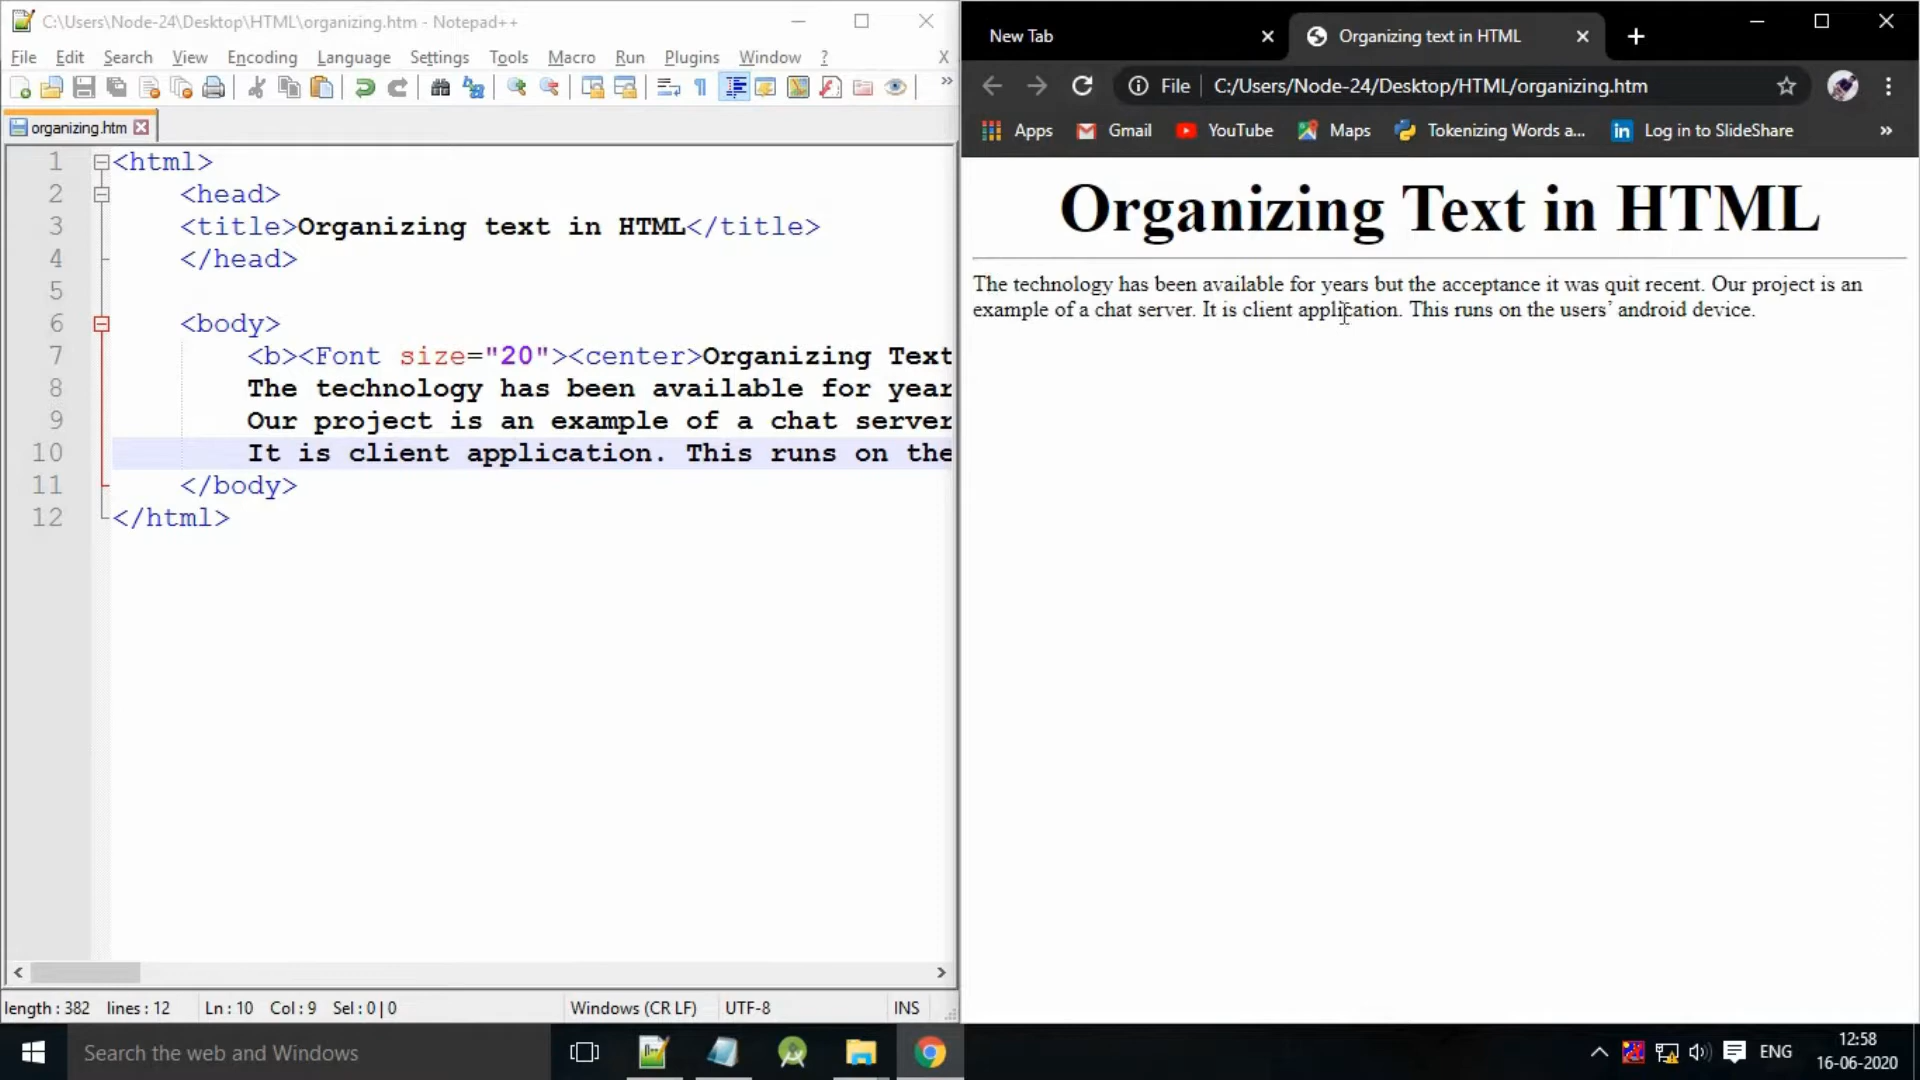 C:\Users\Node-24\Desktop\HTML\organizing.htm - Notepad++
File Edit Search View Encoding Language Settings Tools Macro Run Plugins Window ? X
organizing.htm
1 <html>
2 <head>
3 <title>Organizing text in HTML</title>
4 </head>
5
6 <body>
7 <b><Font size="20"><center>Organizing Text
8 The technology has been available for year
9 Our project is an example of a chat server
10 It is client application. This runs on the
11 </body>
12 </html>
length : 382 lines : 12 Ln : 10 Col : 9 Sel : 0 | 0 Windows (CR LF) UTF-8 INS
New Tab
Organizing text in HTML
File C:/Users/Node-24/Desktop/HTML/organizing.htm
Apps Gmail YouTube Maps Tokenizing Words a... in Log in to SlideShare »
Organizing Text in HTML
The technology has been available for years but the acceptance it was quit recent. Our project is an
example of a chat server. It is client application. This runs on the users’ android device.
Search the web and Windows
ENG
12:58
16-06-2020